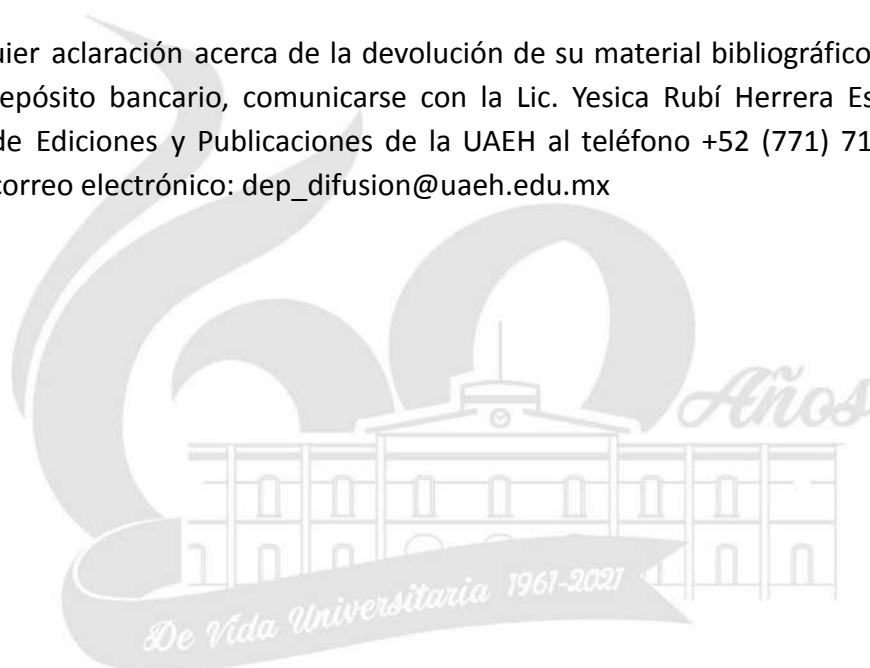 uier aclaración acerca de la devolución de su material bibliográfico
epósito bancario, comunicarse con la Lic. Yesica Rubí Herrera Es
de Ediciones y Publicaciones de la UAEH al teléfono +52 (771) 71
correo electrónico: dep_difusion@uaeh.edu.mx
60
Años
De Vida Universitaria 1961-2021